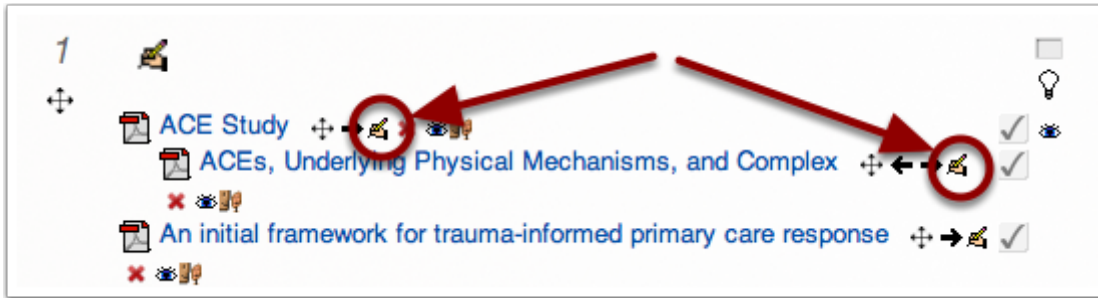 1
ACE Study
ACEs, Underlying Physical Mechanisms, and Complex
An initial framework for trauma-informed primary care response